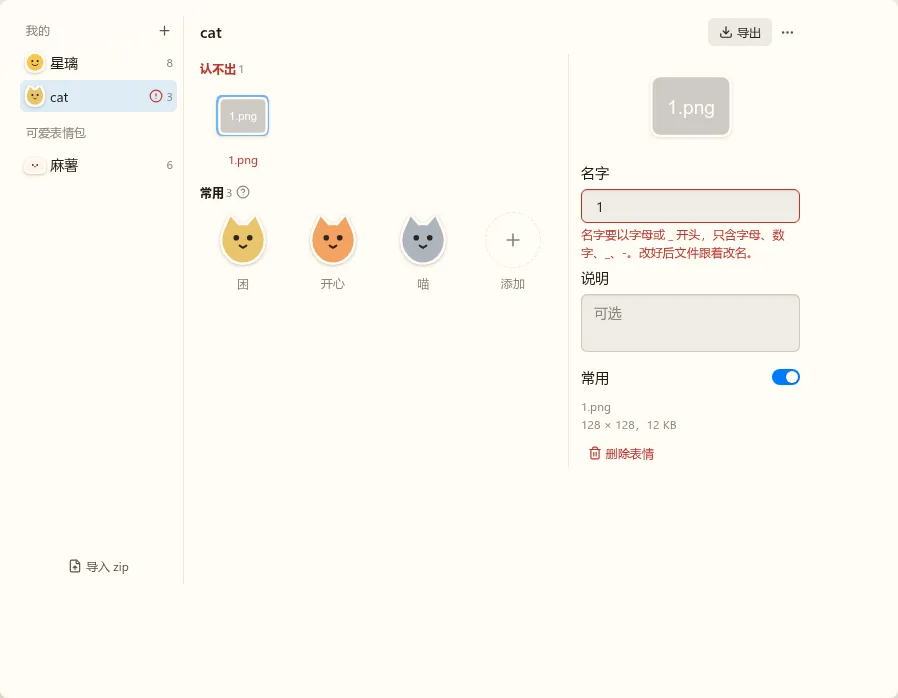 我的
星璃 8
cat 3
可爱表情包
麻薯 6
导入 zip
cat
导出
认不出 1
1.png
1.png
常用 3
困
开心
喵
添加
1.png
名字
1
名字要以字母或 _ 开头，只含字母、数
字、_、-。改好后文件跟着改名。
说明
可选
常用
1.png
128 × 128，12 KB
删除表情